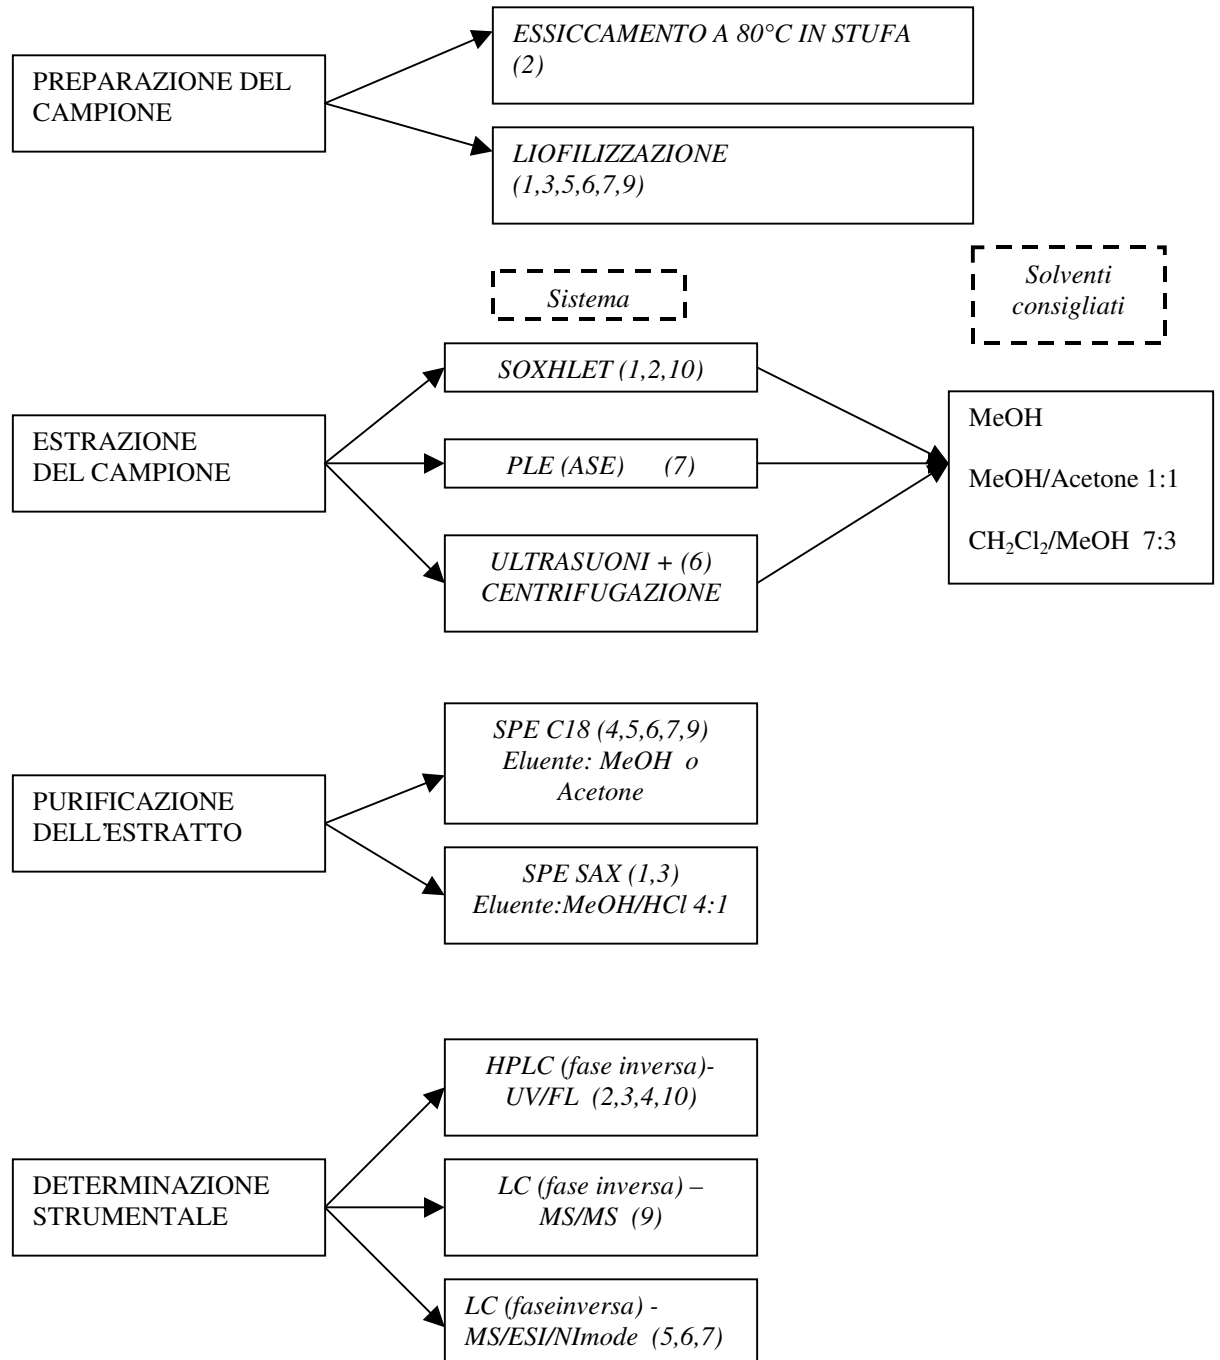 PREPARAZIONE DEL
CAMPIONE
ESSICCAMENTO A 80°C IN STUFA
(2)
LIOFILIZZAZIONE
(1,3,5,6,7,9)
Sistema
Solventi
consigliati
ESTRAZIONE
DEL CAMPIONE
SOXHLET (1,2,10)
PLE (ASE) (7)
ULTRASUONI + (6)
CENTRIFUGAZIONE
MeOH
MeOH/Acetone 1:1
CH₂Cl₂/MeOH 7:3
PURIFICAZIONE
DELL'ESTRATTO
SPE C18 (4,5,6,7,9)
Eluente: MeOH o
Acetone
SPE SAX (1,3)
Eluente:MeOH/HCl 4:1
DETERMINAZIONE
STRUMENTALE
HPLC (fase inversa)-
UV/FL (2,3,4,10)
LC (fase inversa) –
MS/MS (9)
LC (faseinversa) -
MS/ESI/NImode (5,6,7)